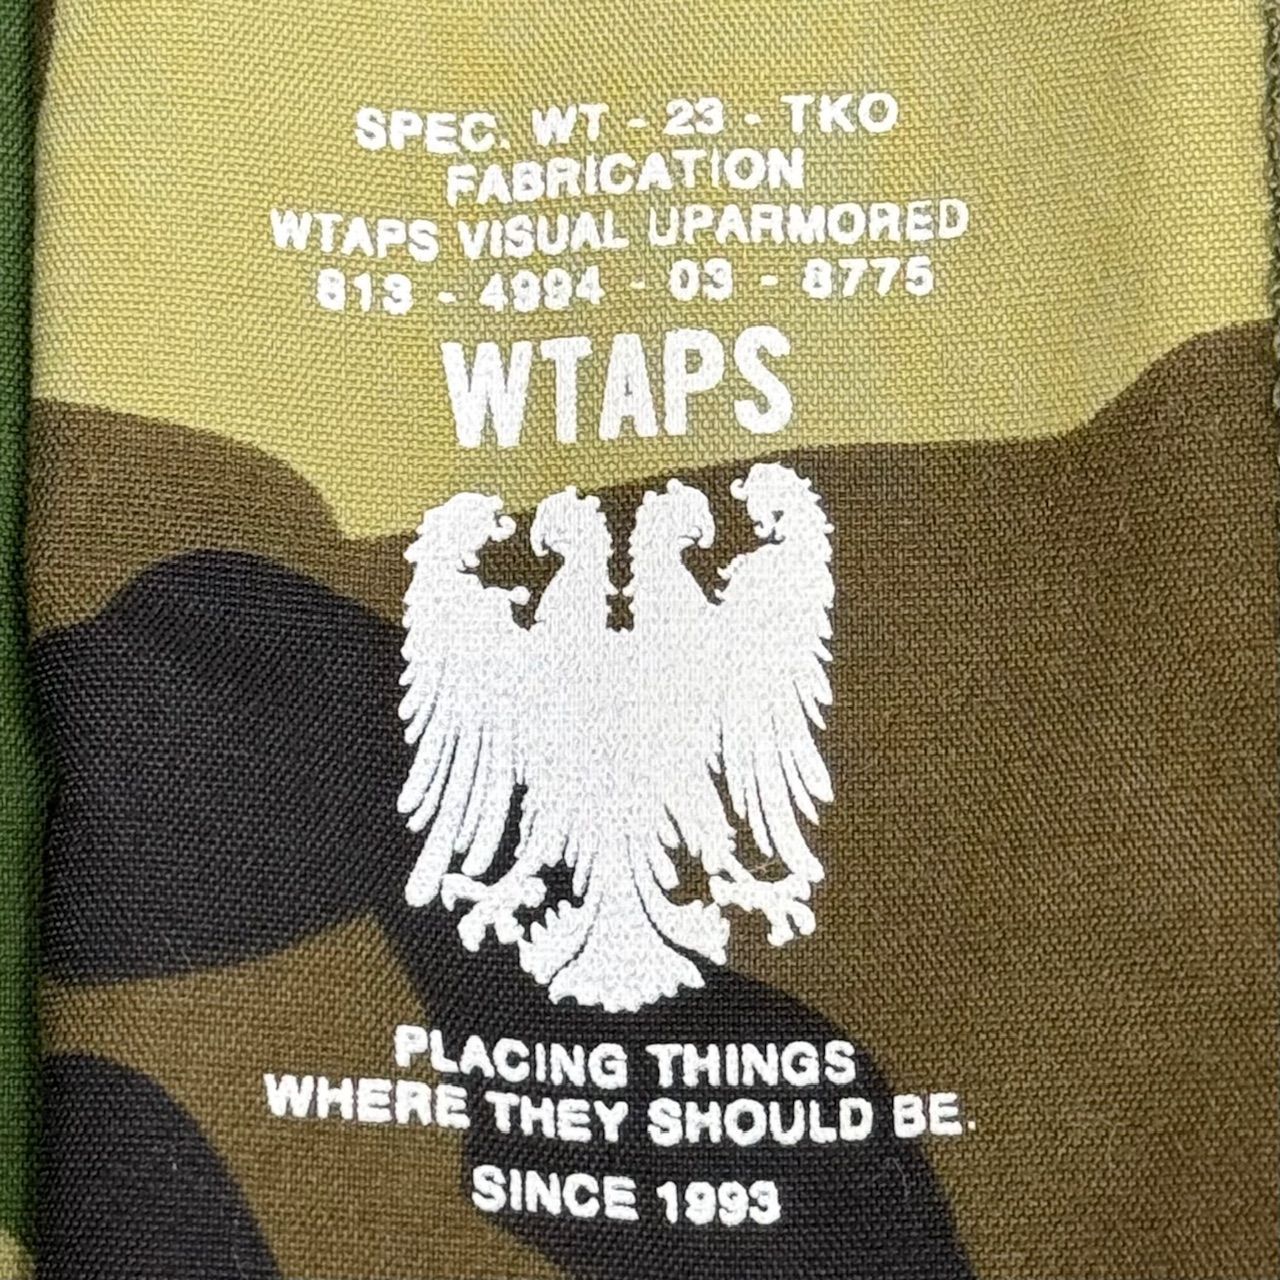 SPEC. WT - 23 - TKO
FABRICATION
WTAPS VISUAL UPARMORED
813 - 4994 - 03 - 8775
WTAPS
PLACING THINGS
WHERE THEY SHOULD BE.
SINCE 1993